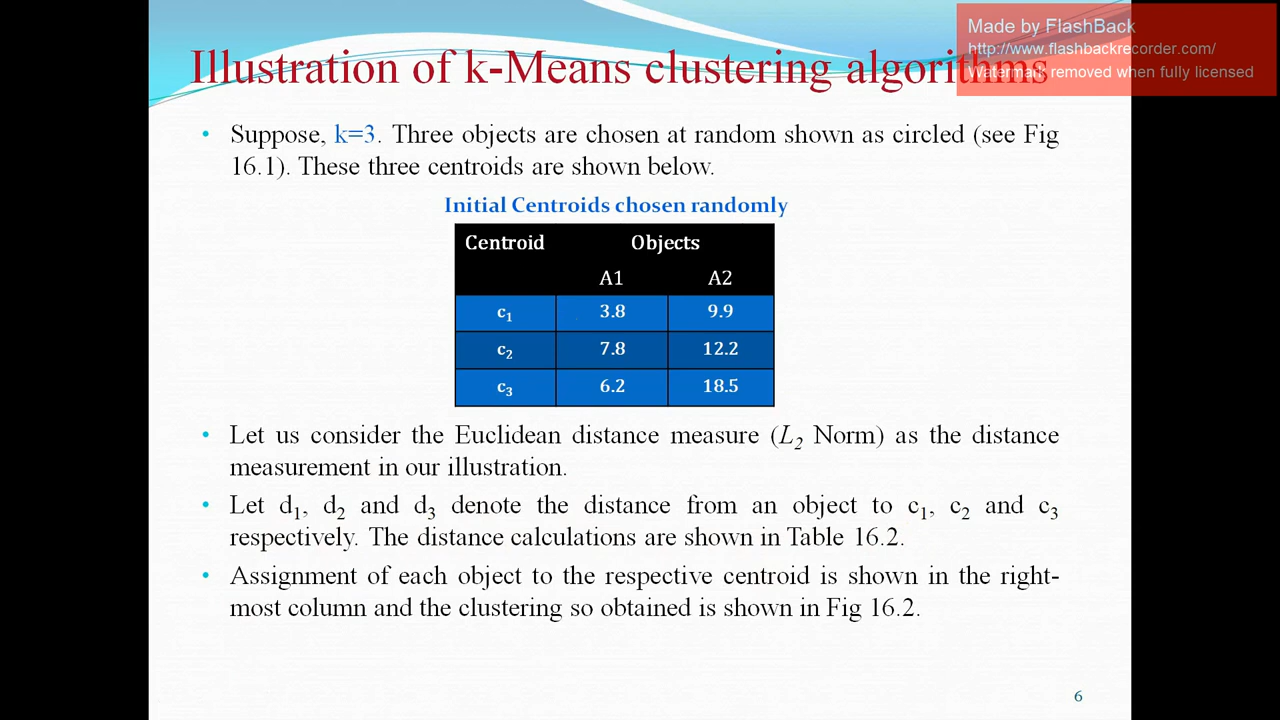 Made by FlashBack
http://www.flashbackrecorder.com/
Watermark removed when fully licensed
Illustration of k-Means clustering algorithms
• Suppose, k=3. Three objects are chosen at random shown as circled (see Fig
16.1). These three centroids are shown below.
Initial Centroids chosen randomly
Centroid Objects
A1 A2
c₁ 3.8 9.9
c₂ 7.8 12.2
c₃ 6.2 18.5
• Let us consider the Euclidean distance measure (L₂ Norm) as the distance
measurement in our illustration.
• Let d₁, d₂ and d₃ denote the distance from an object to c₁, c₂ and c₃
respectively. The distance calculations are shown in Table 16.2.
• Assignment of each object to the respective centroid is shown in the right-
most column and the clustering so obtained is shown in Fig 16.2.
6